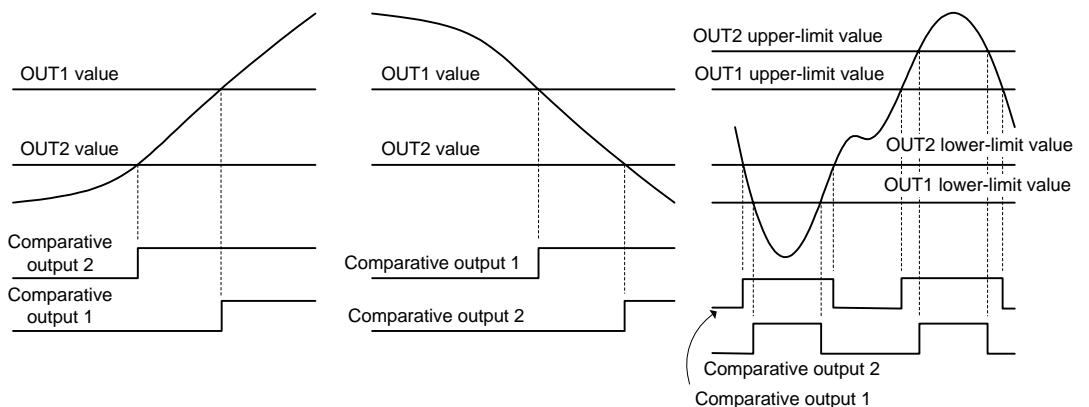 OUT1 value
OUT2 value
Comparative
output 2
Comparative
output 1
OUT1 value
OUT2 value
Comparative output 1
Comparative output 2
OUT2 upper-limit value
OUT1 upper-limit value
OUT2 lower-limit value
OUT1 lower-limit value
Comparative output 2
Comparative output 1